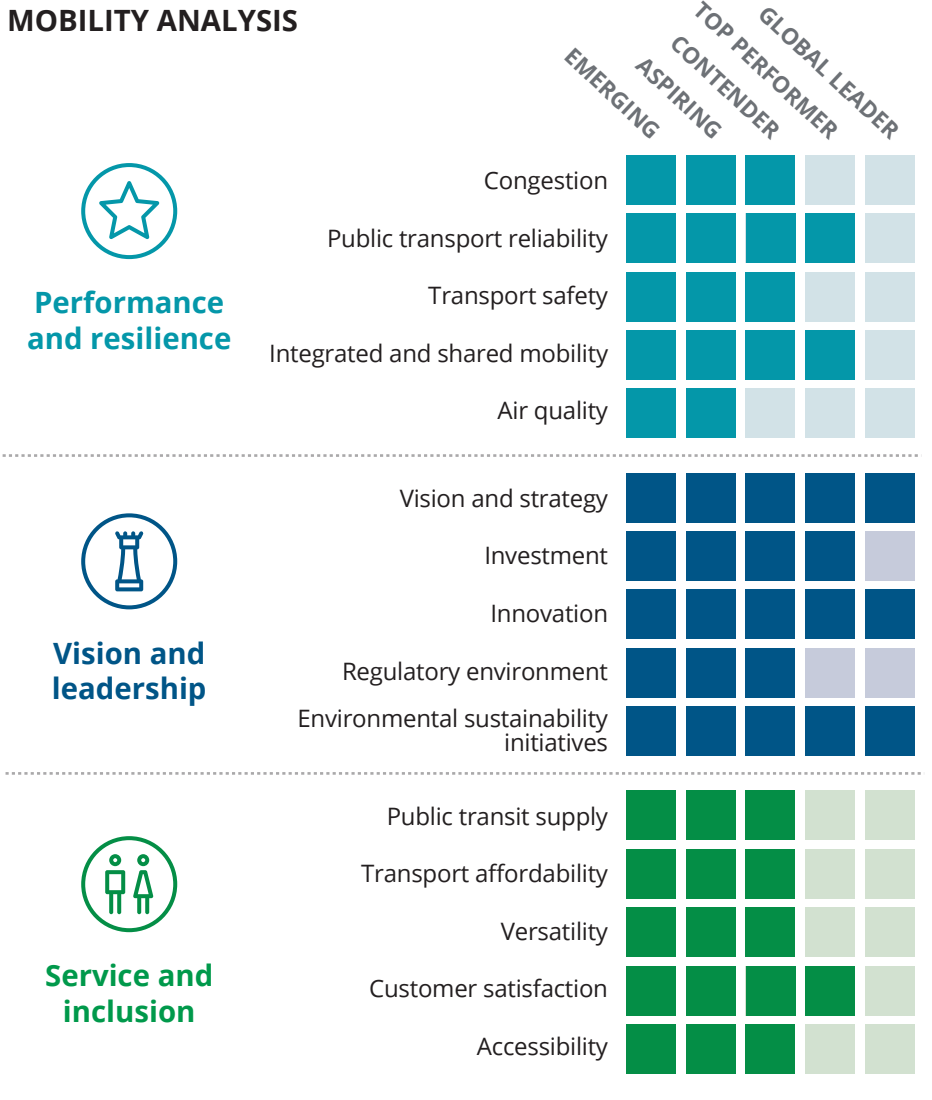 MOBILITY ANALYSIS
EMERGING
ASPIRING
CONTENDER
TOP PERFORMER
GLOBAL LEADER
Performance
and resilience
Congestion
Public transport reliability
Transport safety
Integrated and shared mobility
Air quality
Vision and
leadership
Vision and strategy
Investment
Innovation
Regulatory environment
Environmental sustainability
initiatives
Service and
inclusion
Public transit supply
Transport affordability
Versatility
Customer satisfaction
Accessibility